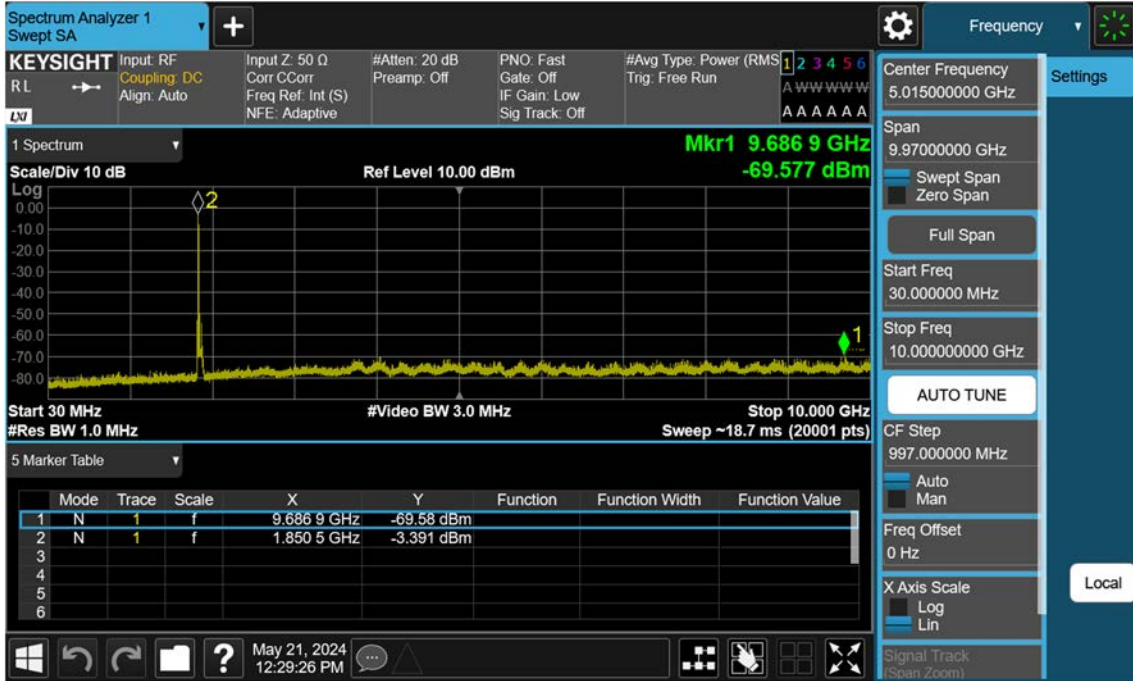 Spectrum Analyzer 1
Swept SA
+
Frequency
KEYSIGHT
RL
LXI
Input: RF
Coupling: DC
Align: Auto
Input Z: 50 Ω
Corr CCorr
Freq Ref: Int (S)
NFE: Adaptive
#Atten: 20 dB
Preamp: Off
PNO: Fast
Gate: Off
IF Gain: Low
Sig Track: Off
#Avg Type: Power (RMS
Trig: Free Run
1 2 3 4 5 6
A W W W W W
A A A A A A
1 Spectrum
Scale/Div 10 dB
Ref Level 10.00 dBm
Mkr1 9.686 9 GHz
-69.577 dBm
Log
0.00
-10.0
-20.0
-30.0
-40.0
-50.0
-60.0
-70.0
-80.0
2
1
Start 30 MHz
#Video BW 3.0 MHz
Stop 10.000 GHz
#Res BW 1.0 MHz
Sweep ~18.7 ms (20001 pts)
5 Marker Table
Mode Trace Scale X Y Function Function Width Function Value
1 N 1 f 9.686 9 GHz -69.58 dBm
2 N 1 f 1.850 5 GHz -3.391 dBm
3
4
5
6
?
May 21, 2024
12:29:26 PM
Center Frequency
5.015000000 GHz
Span
9.97000000 GHz
Swept Span
Zero Span
Full Span
Start Freq
30.000000 MHz
Stop Freq
10.000000000 GHz
AUTO TUNE
CF Step
997.000000 MHz
Auto
Man
Freq Offset
0 Hz
X Axis Scale
Log
Lin
Signal Track
(Span Zoom)
Settings
Local